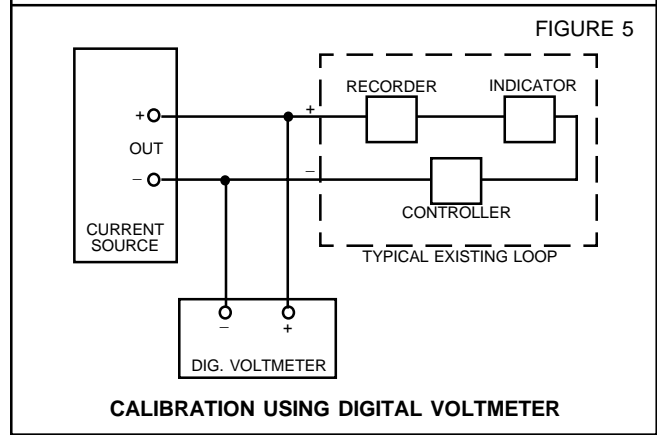 FIGURE 5
RECORDER
INDICATOR
+
+
OUT
–
–
CONTROLLER
CURRENT
SOURCE
TYPICAL EXISTING LOOP
– +
DIG. VOLTMETER
CALIBRATION USING DIGITAL VOLTMETER